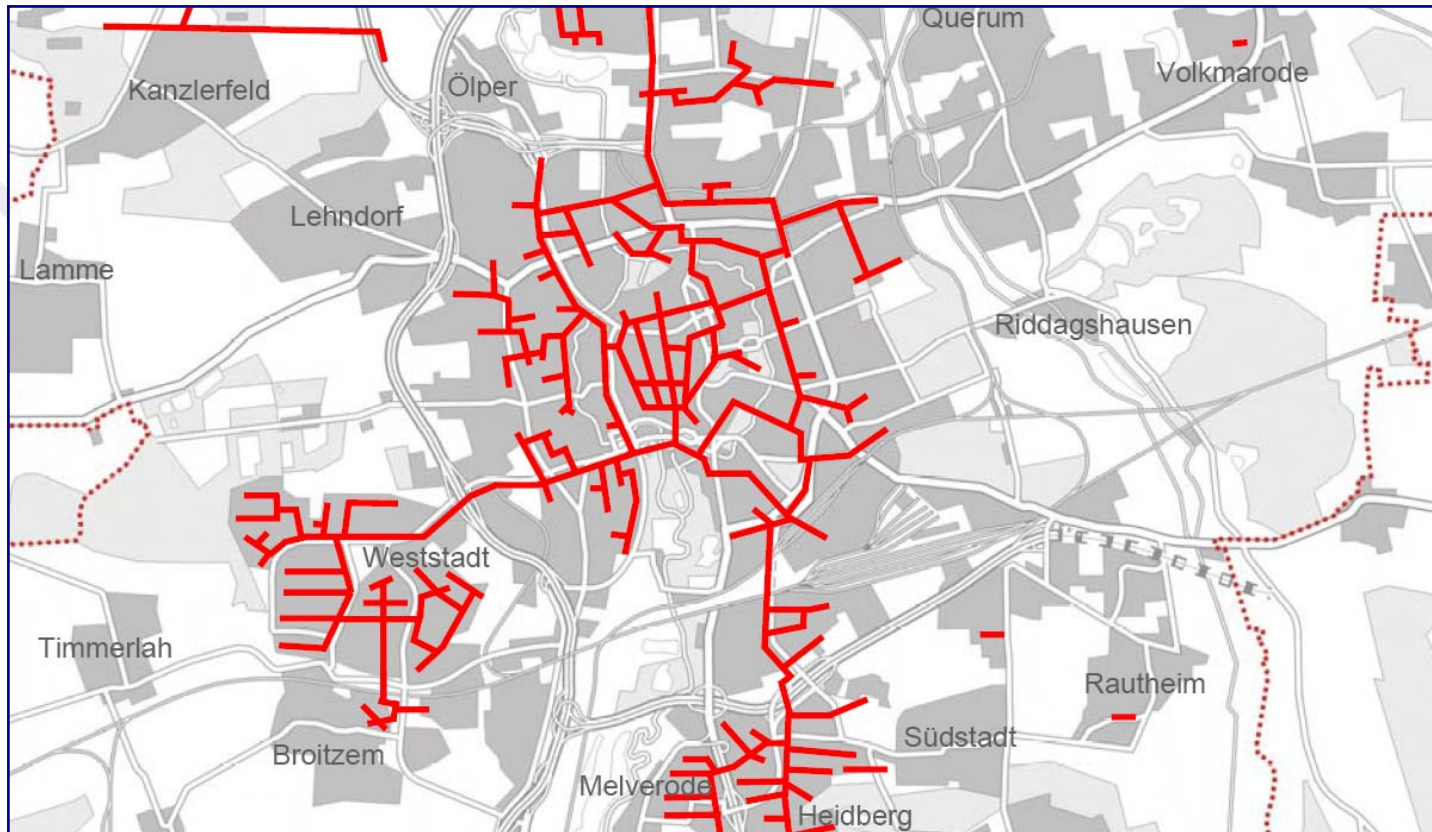 Querum
Volkmarode
Kanzlerfeld
Ölper
Lehndorf
Lamme
Riddagshausen
Weststadt
Timmerlah
Rautheim
Südstadt
Broitzem
Melverode
Heidberg